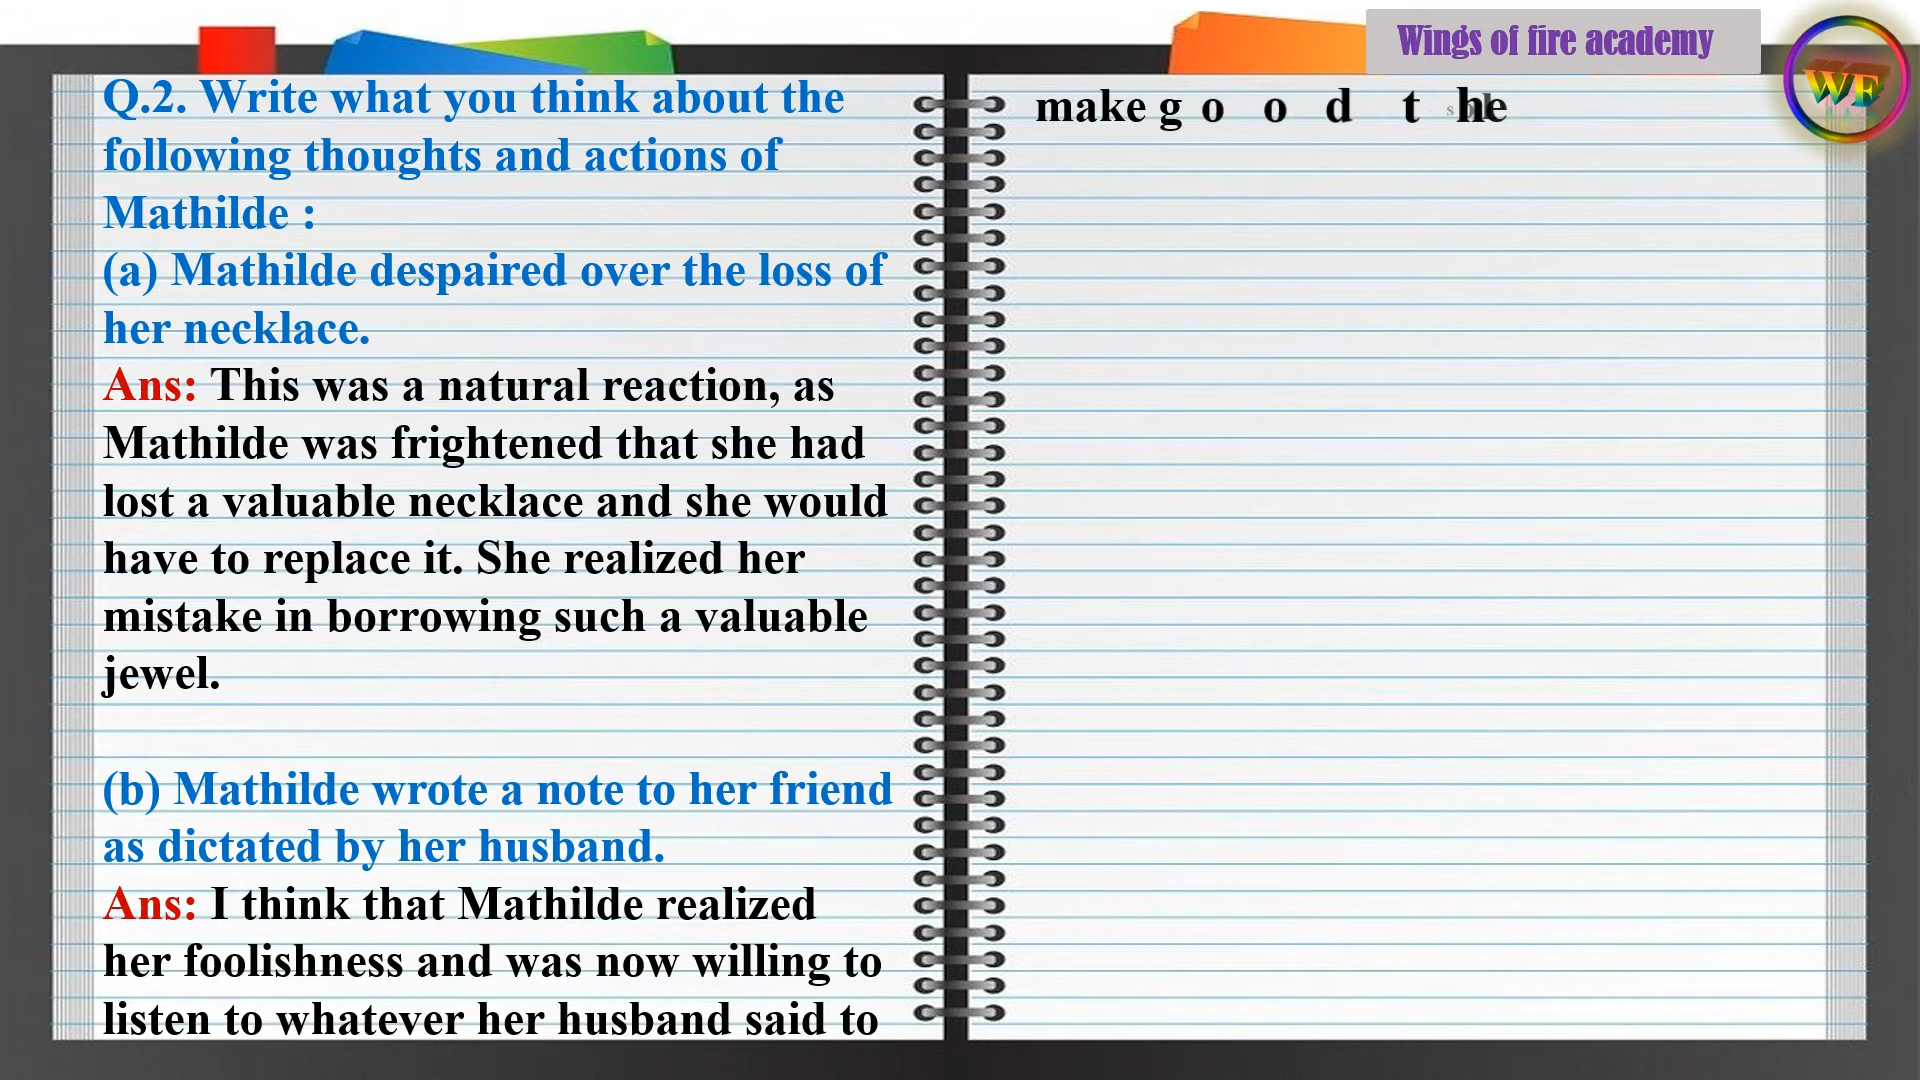 Wings of fire academy
WF
Q.2. Write what you think about the
following thoughts and actions of
Mathilde :
(a) Mathilde despaired over the loss of
her necklace.
Ans: This was a natural reaction, as
Mathilde was frightened that she had
lost a valuable necklace and she would
have to replace it. She realized her
mistake in borrowing such a valuable
jewel.
(b) Mathilde wrote a note to her friend
as dictated by her husband.
Ans: I think that Mathilde realized
her foolishness and was now willing to
listen to whatever her husband said to
make g o o d t he